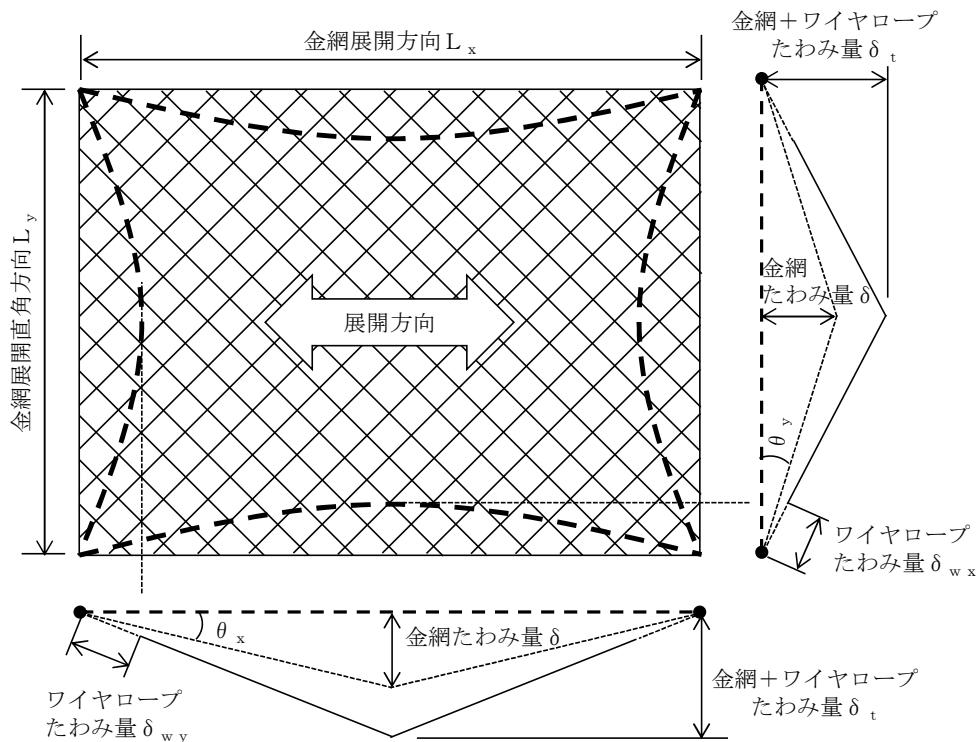 金網展開方向Ｌｘ
金網＋ワイヤロープ
たわみ量δｔ
金網展開直角方向Ｌｙ
金網
たわみ量δ
展開方向
θｙ
ワイヤロープ
たわみ量δｗｘ
θｘ
金網たわみ量δ
金網＋ワイヤロープ
たわみ量δｔ
ワイヤロープ
たわみ量δｗｙ